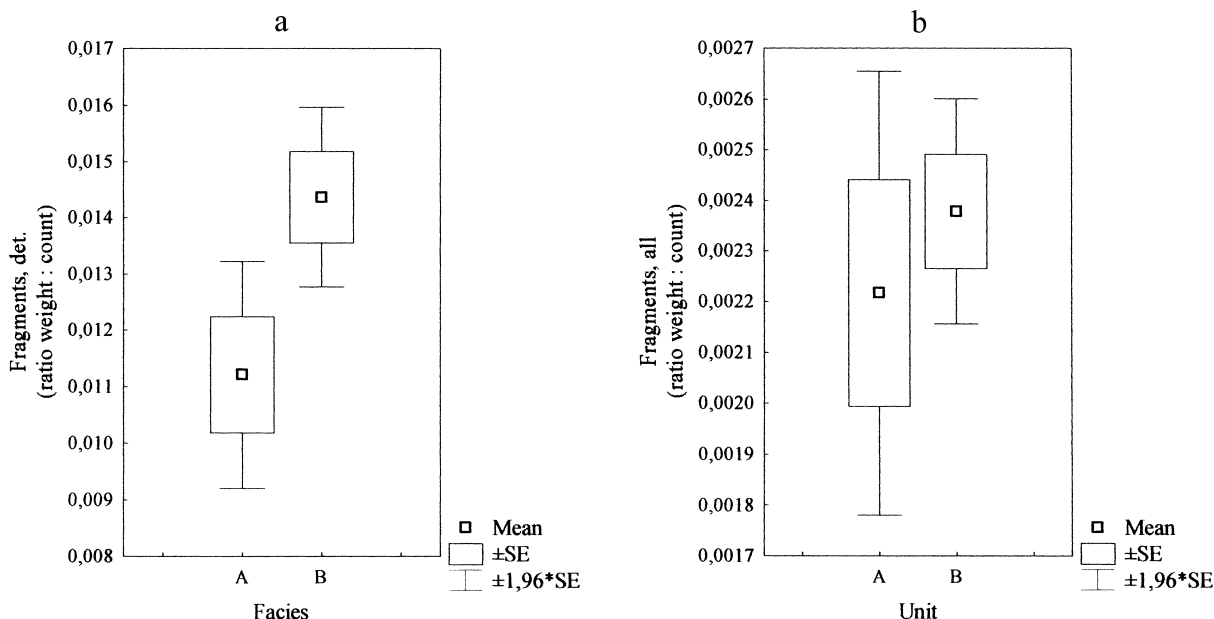 a
0,017
0,016
0,015
0,014
0,013
0,012
0,011
0,010
0,009
0,008
Fragments, det.
(ratio weight : count)
A B
Facies
Mean
±SE
±1,96*SE
b
0,0027
0,0026
0,0025
0,0024
0,0023
0,0022
0,0021
0,0020
0,0019
0,0018
0,0017
Fragments, all
(ratio weight : count)
A B
Unit
Mean
±SE
±1,96*SE